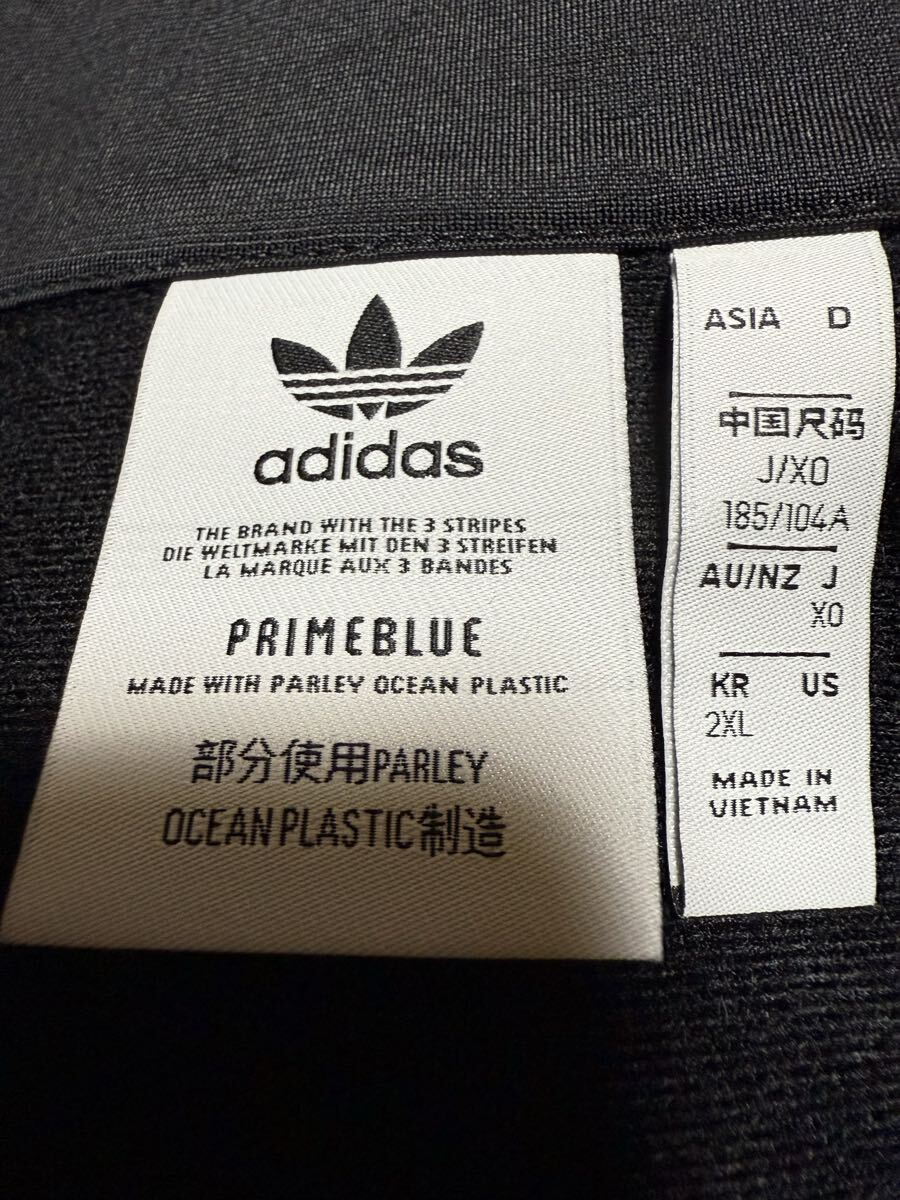 adidas
THE BRAND WITH THE 3 STRIPES
DIE WELTMARKE MIT DEN 3 STREIFEN
LA MARQUE AUX 3 BANDES
PRIMEBLUE
MADE WITH PARLEY OCEAN PLASTIC
部分使用PARLEY
OCEAN PLASTIC制造
ASIA D
中国尺码
J/XO
185/104A
AU/NZ J
XO
KR US
2XL
MADE IN
VIETNAM